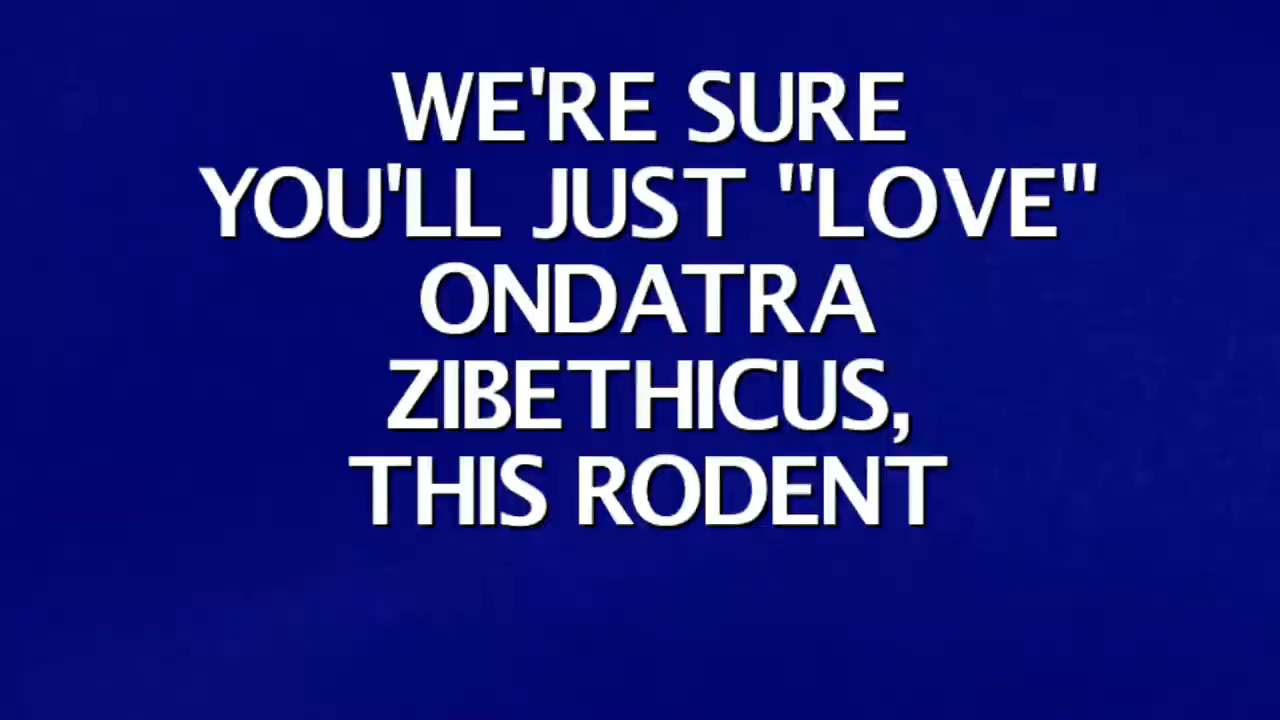 WE'RE SURE
YOU'LL JUST "LOVE"
ONDATRA
ZIBETHICUS,
THIS RODENT